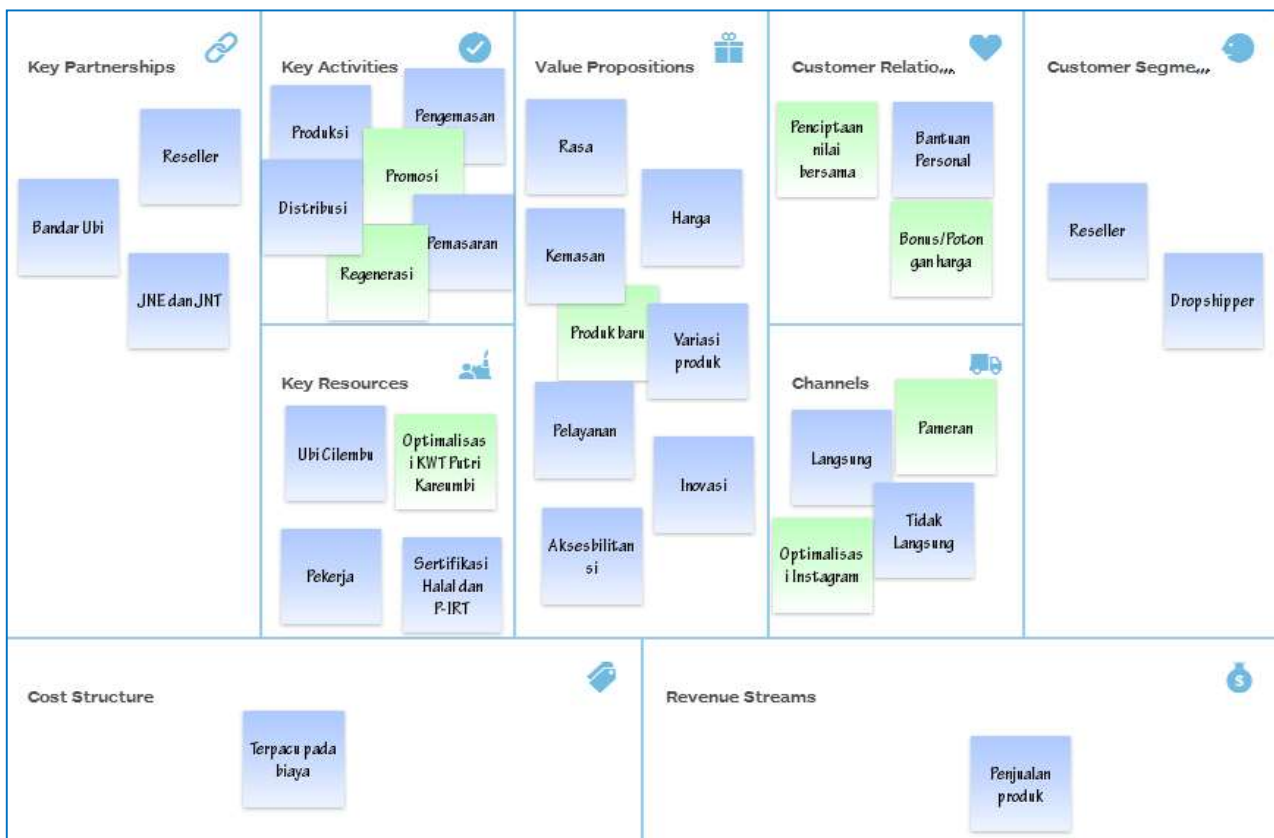 Key Partnerships
Reseller
Bandar Ubi
JNE dan JNT
Key Activities
Produksi
Pengemasan
Promosi
Distribusi
Pemasaran
Regenerasi
Key Resources
Ubi Cilembu
Optimalisas
i KWT Putri
Kareumbi
Pekerja
Sertifikasi
Halal dan
P-IRT
Value Propositions
Rasa
Harga
Kemasan
Produk baru
Variasi
produk
Pelayanan
Inovasi
Aksesbilitan
si
Customer Relatio,,,
Penciptaan
nilai
bersama
Bantuan
Personal
Bonus/Poton
gan harga
Channels
Langsung
Pameran
Tidak
Langsung
Optimalisas
i Instagram
Customer Segme,,,
Reseller
Dropshipper
Cost Structure
Terpacu pada
biaya
Revenue Streams
$
Penjualan
produk